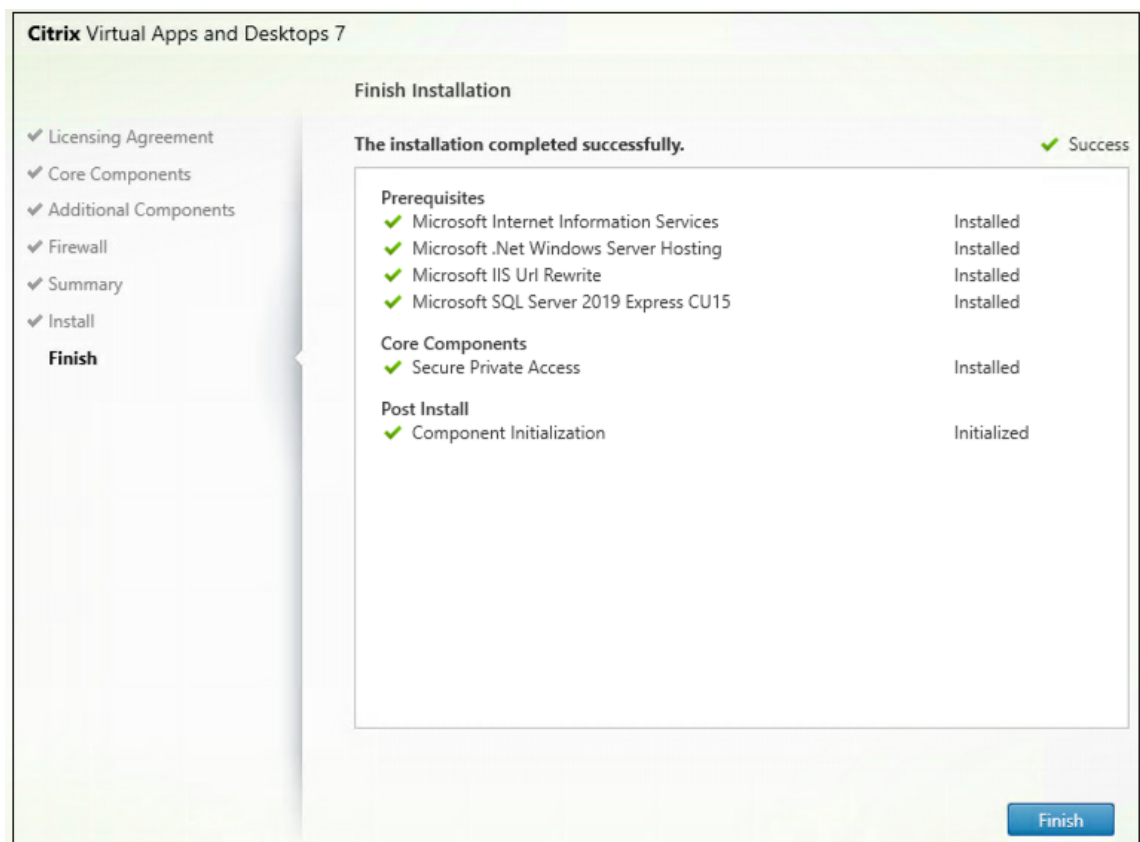 Citrix Virtual Apps and Desktops 7
Finish Installation
Licensing Agreement
Core Components
Additional Components
Firewall
Summary
Install
Finish
The installation completed successfully.
Success
Prerequisites
Microsoft Internet Information Services Installed
Microsoft .Net Windows Server Hosting Installed
Microsoft IIS Url Rewrite Installed
Microsoft SQL Server 2019 Express CU15 Installed
Core Components
Secure Private Access Installed
Post Install
Component Initialization Initialized
Finish